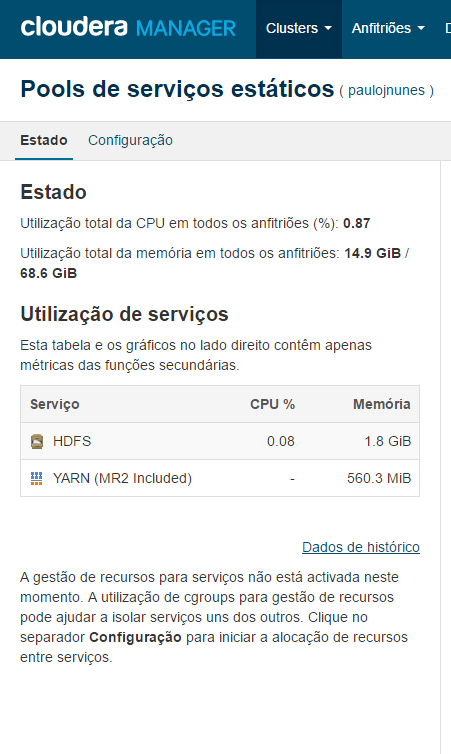 cloudera MANAGER Clusters Anfitriões
Pools de serviços estáticos ( paulojnunes )
Estado Configuração
Estado
Utilização total da CPU em todos os anfitriões (%): 0.87
Utilização total da memória em todos os anfitriões: 14.9 GiB /
68.6 GiB
Utilização de serviços
Esta tabela e os gráficos no lado direito contêm apenas
métricas das funções secundárias.
Serviço CPU % Memória
HDFS 0.08 1.8 GiB
YARN (MR2 Included) - 560.3 MiB
Dados de histórico
A gestão de recursos para serviços não está activada neste
momento. A utilização de cgroups para gestão de recursos
pode ajudar a isolar serviços uns dos outros. Clique no
separador Configuração para iniciar a alocação de recursos
entre serviços.